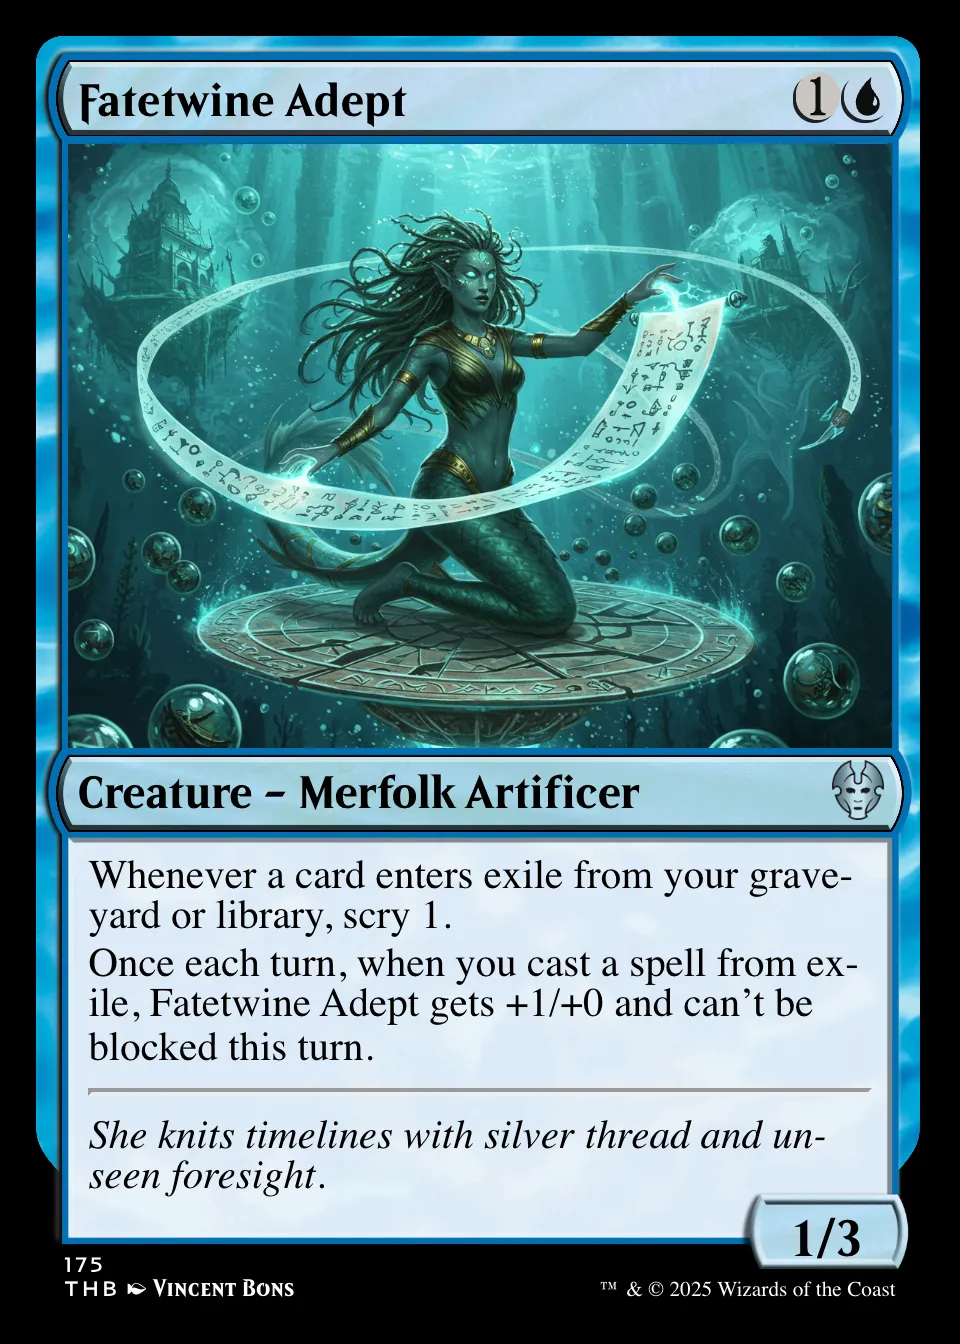 Fatetwine Adept 1
Creature – Merfolk Artificer
Whenever a card enters exile from your grave-
yard or library, scry 1.
Once each turn, when you cast a spell from ex-
ile, Fatetwine Adept gets +1/+0 and can’t be
blocked this turn.
She knits timelines with silver thread and un-
seen foresight.
1/3
175
THB VINCENT BONS
™ & © 2025 Wizards of the Coast